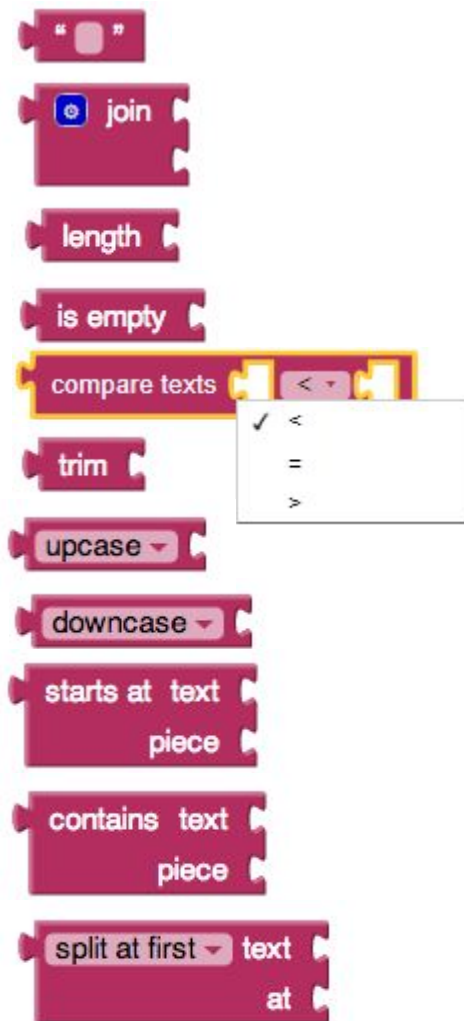 “ ”
join
length
is empty
compare texts <
✓ <
=
>
trim
upcase
downcase
starts at text
piece
contains text
piece
split at first text
at